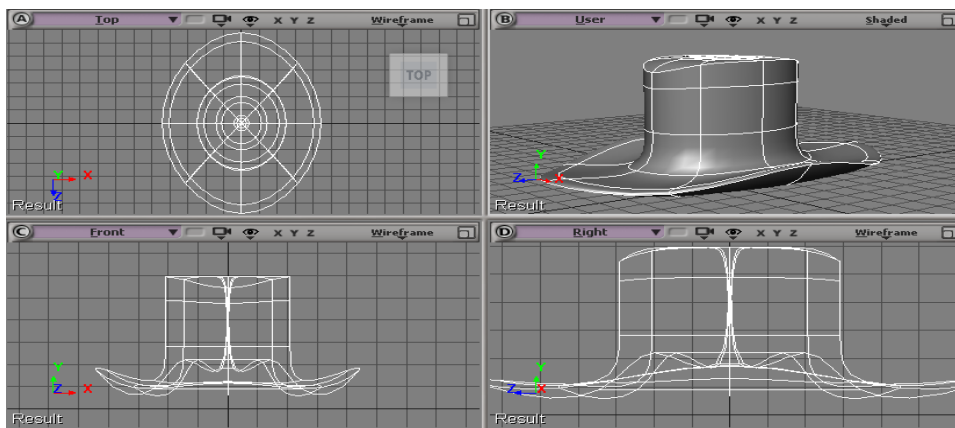 A Top X Y Z Wireframe
TOP
Y X
Z
Result
B User X Y Z Shaded
Y
Z X
Result
C Front X Y Z Wireframe
Y
Z X
Result
D Right X Y Z Wireframe
Y
Z X
Result